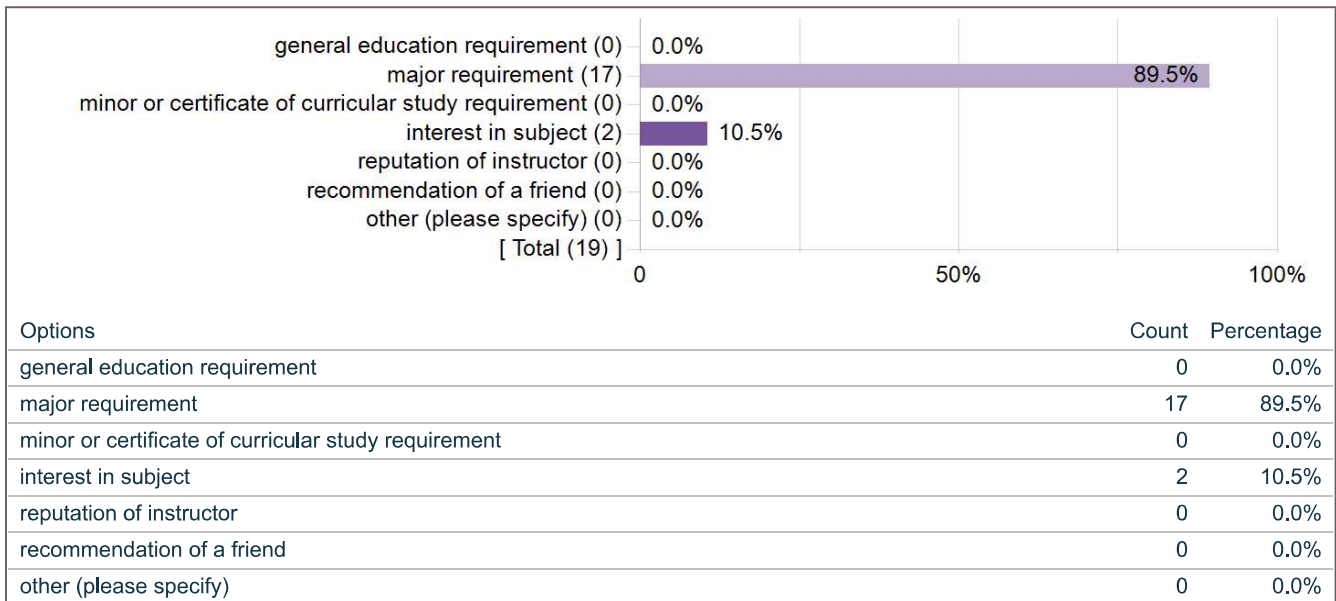 general education requirement (0) 0.0%
major requirement (17) 89.5%
minor or certificate of curricular study requirement (0) 0.0%
interest in subject (2) 10.5%
reputation of instructor (0) 0.0%
recommendation of a friend (0) 0.0%
other (please specify) (0) 0.0%
[ Total (19) ]
0 50% 100%
Options Count Percentage
general education requirement 0 0.0%
major requirement 17 89.5%
minor or certificate of curricular study requirement 0 0.0%
interest in subject 2 10.5%
reputation of instructor 0 0.0%
recommendation of a friend 0 0.0%
other (please specify) 0 0.0%